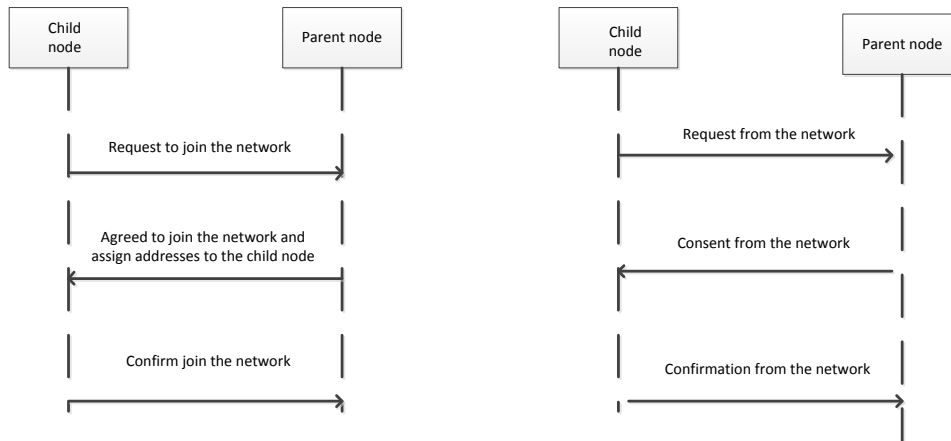 Child
node
Parent node
Request to join the network
Agreed to join the network and
assign addresses to the child node
Confirm join the network
Child
node
Parent node
Request from the network
Consent from the network
Confirmation from the network